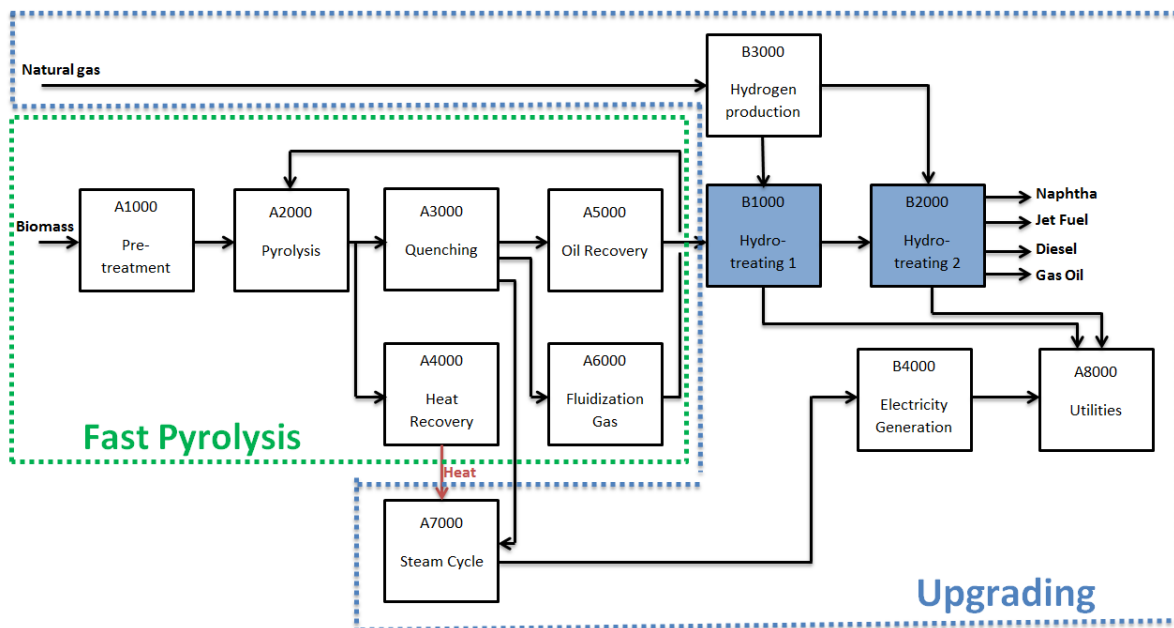 B3000
Hydrogen
production
Natural gas
A1000
Pre-
treatment
A2000
Pyrolysis
A3000
Quenching
A5000
Oil Recovery
B1000
Hydro-
treating 1
B2000
Hydro-
treating 2
Biomass
Naphtha
Jet Fuel
Diesel
Gas Oil
A4000
Heat
Recovery
A6000
Fluidization
Gas
B4000
Electricity
Generation
A8000
Utilities
Fast Pyrolysis
Heat
A7000
Steam Cycle
Upgrading